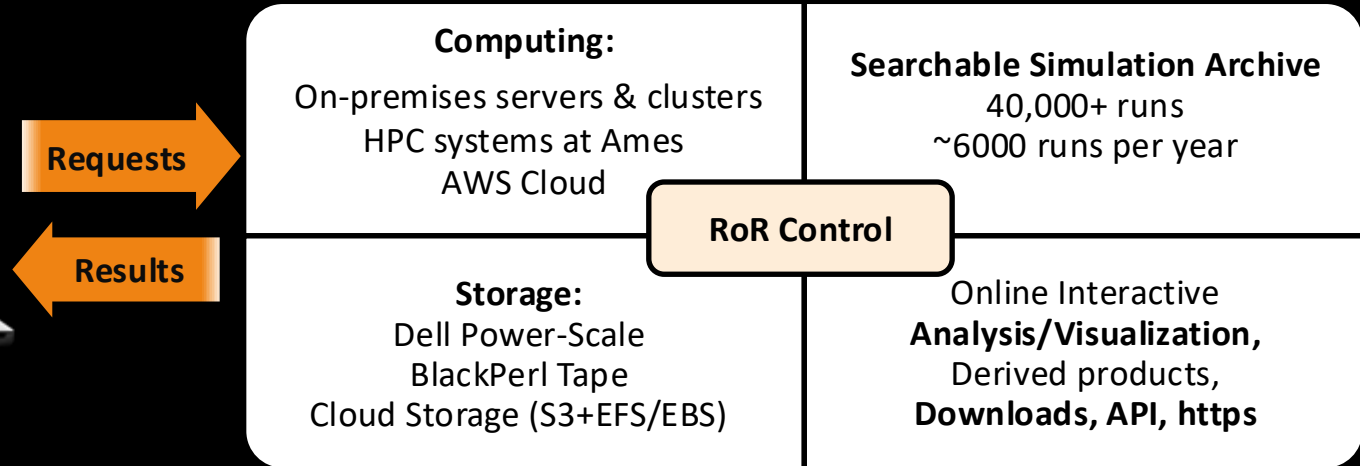 Requests
Results
Computing:
On-premises servers & clusters
HPC systems at Ames
AWS Cloud
Searchable Simulation Archive
40,000+ runs
~6000 runs per year
RoR Control
Storage:
Dell Power-Scale
BlackPerl Tape
Cloud Storage (S3+EFS/EBS)
Online Interactive
Analysis/Visualization,
Derived products,
Downloads, API, https